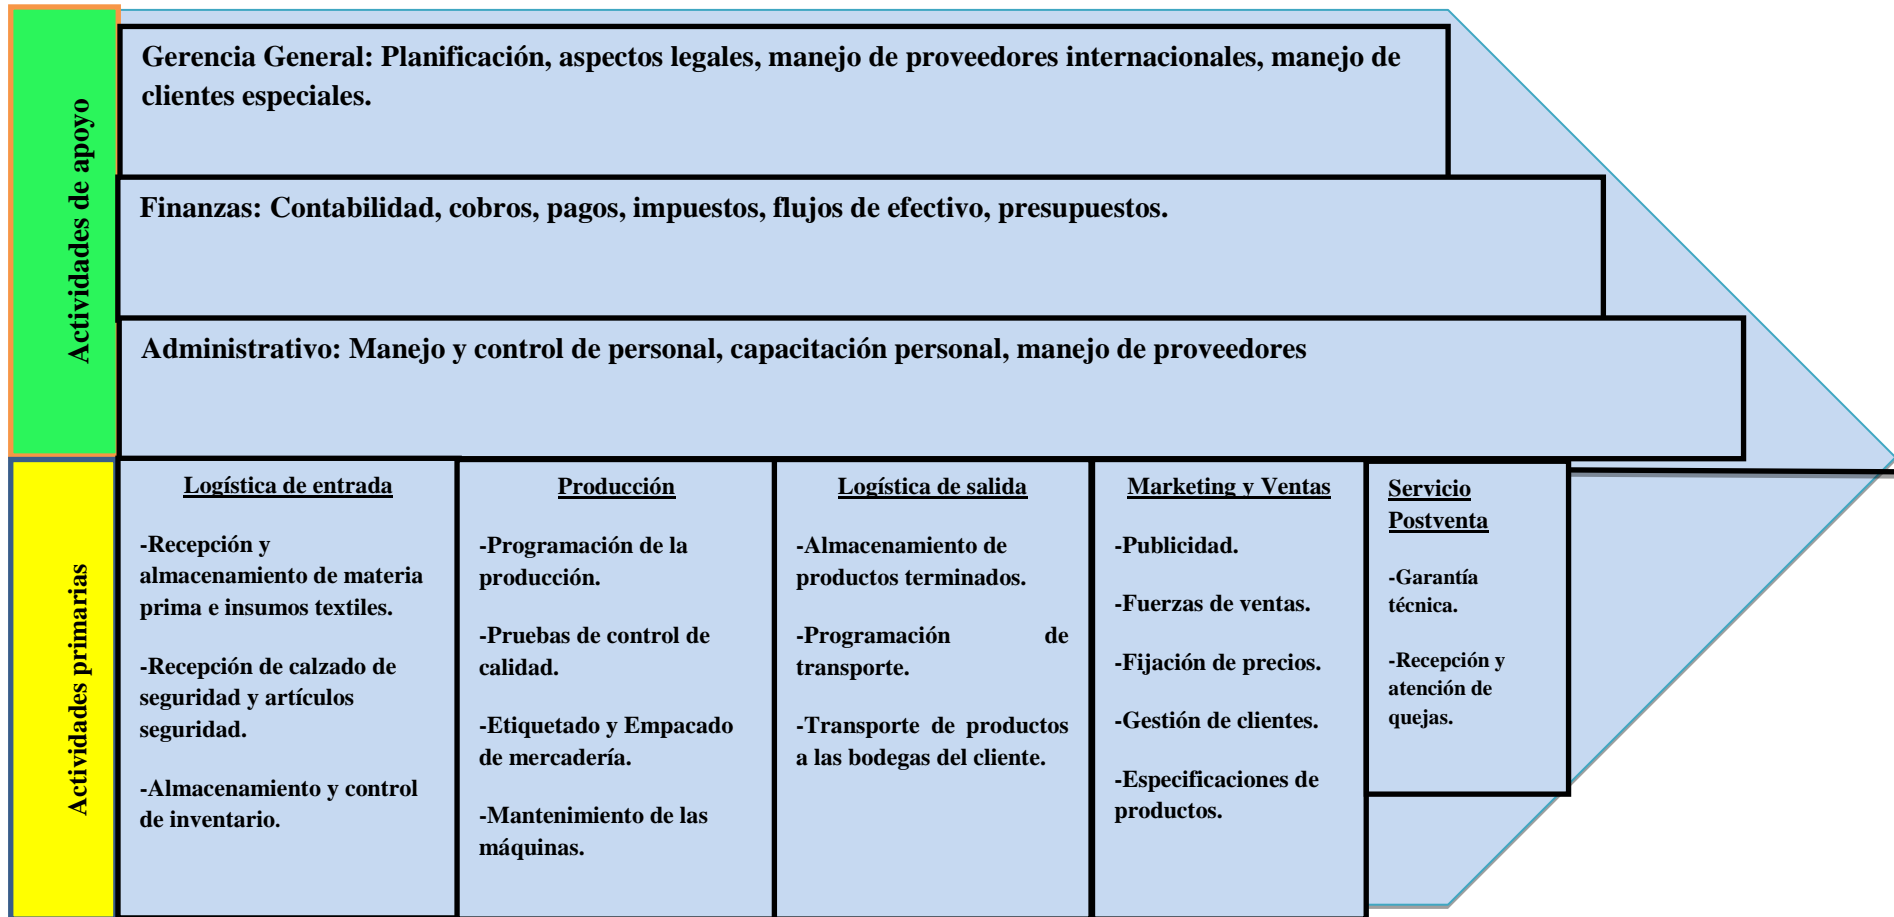 Actividades de apoyo
Gerencia General: Planificación, aspectos legales, manejo de proveedores internacionales, manejo de
clientes especiales.
Finanzas: Contabilidad, cobros, pagos, impuestos, flujos de efectivo, presupuestos.
Administrativo: Manejo y control de personal, capacitación personal, manejo de proveedores
Actividades primarias
Logística de entrada
-Recepción y
almacenamiento de materia
prima e insumos textiles.
-Recepción de calzado de
seguridad y artículos
seguridad.
-Almacenamiento y control
de inventario.
Producción
-Programación de la
producción.
-Pruebas de control de
calidad.
-Etiquetado y Empacado
de mercadería.
-Mantenimiento de las
máquinas.
Logística de salida
-Almacenamiento de
productos terminados.
-Programación de
transporte.
-Transporte de productos
a las bodegas del cliente.
Marketing y Ventas
-Publicidad.
-Fuerzas de ventas.
-Fijación de precios.
-Gestión de clientes.
-Especificaciones de
productos.
Servicio
Postventa
-Garantía
técnica.
-Recepción y
atención de
quejas.